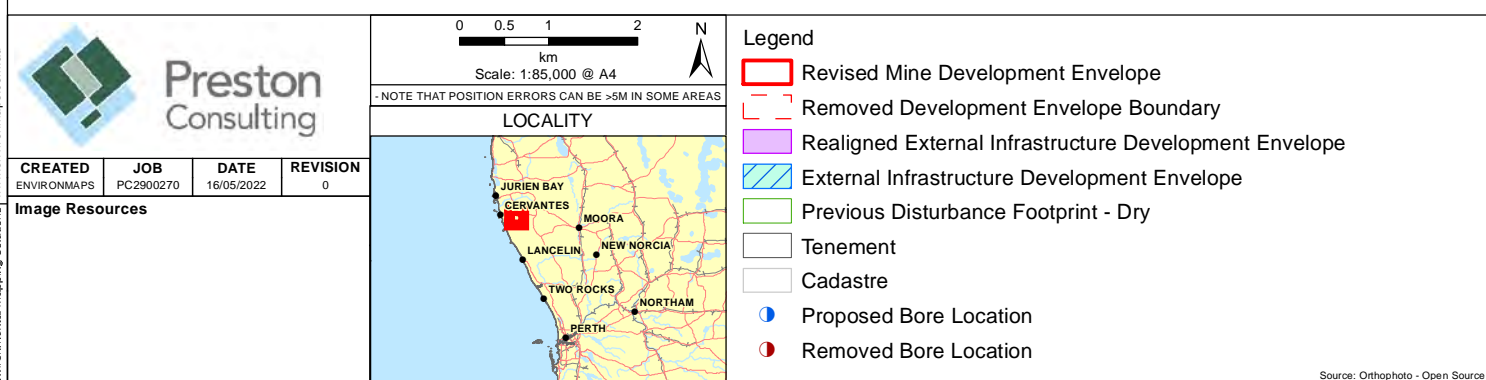 Preston
Consulting
CREATED JOB DATE REVISION
ENVIRONMAPS PC2900270 16/05/2022 0
Image Resources
0 0.5 1 2
km
Scale: 1:85,000 @ A4
N
- NOTE THAT POSITION ERRORS CAN BE >5M IN SOME AREAS
LOCALITY
JURIEN BAY
CERVANTES
MOORA
LANCELIN
NEW NORCIA
TWO ROCKS
NORTHAM
PERTH
Legend
Revised Mine Development Envelope
Removed Development Envelope Boundary
Realigned External Infrastructure Development Envelope
External Infrastructure Development Envelope
Previous Disturbance Footprint - Dry
Tenement
Cadastre
Proposed Bore Location
Removed Bore Location
Source: Orthophoto - Open Source